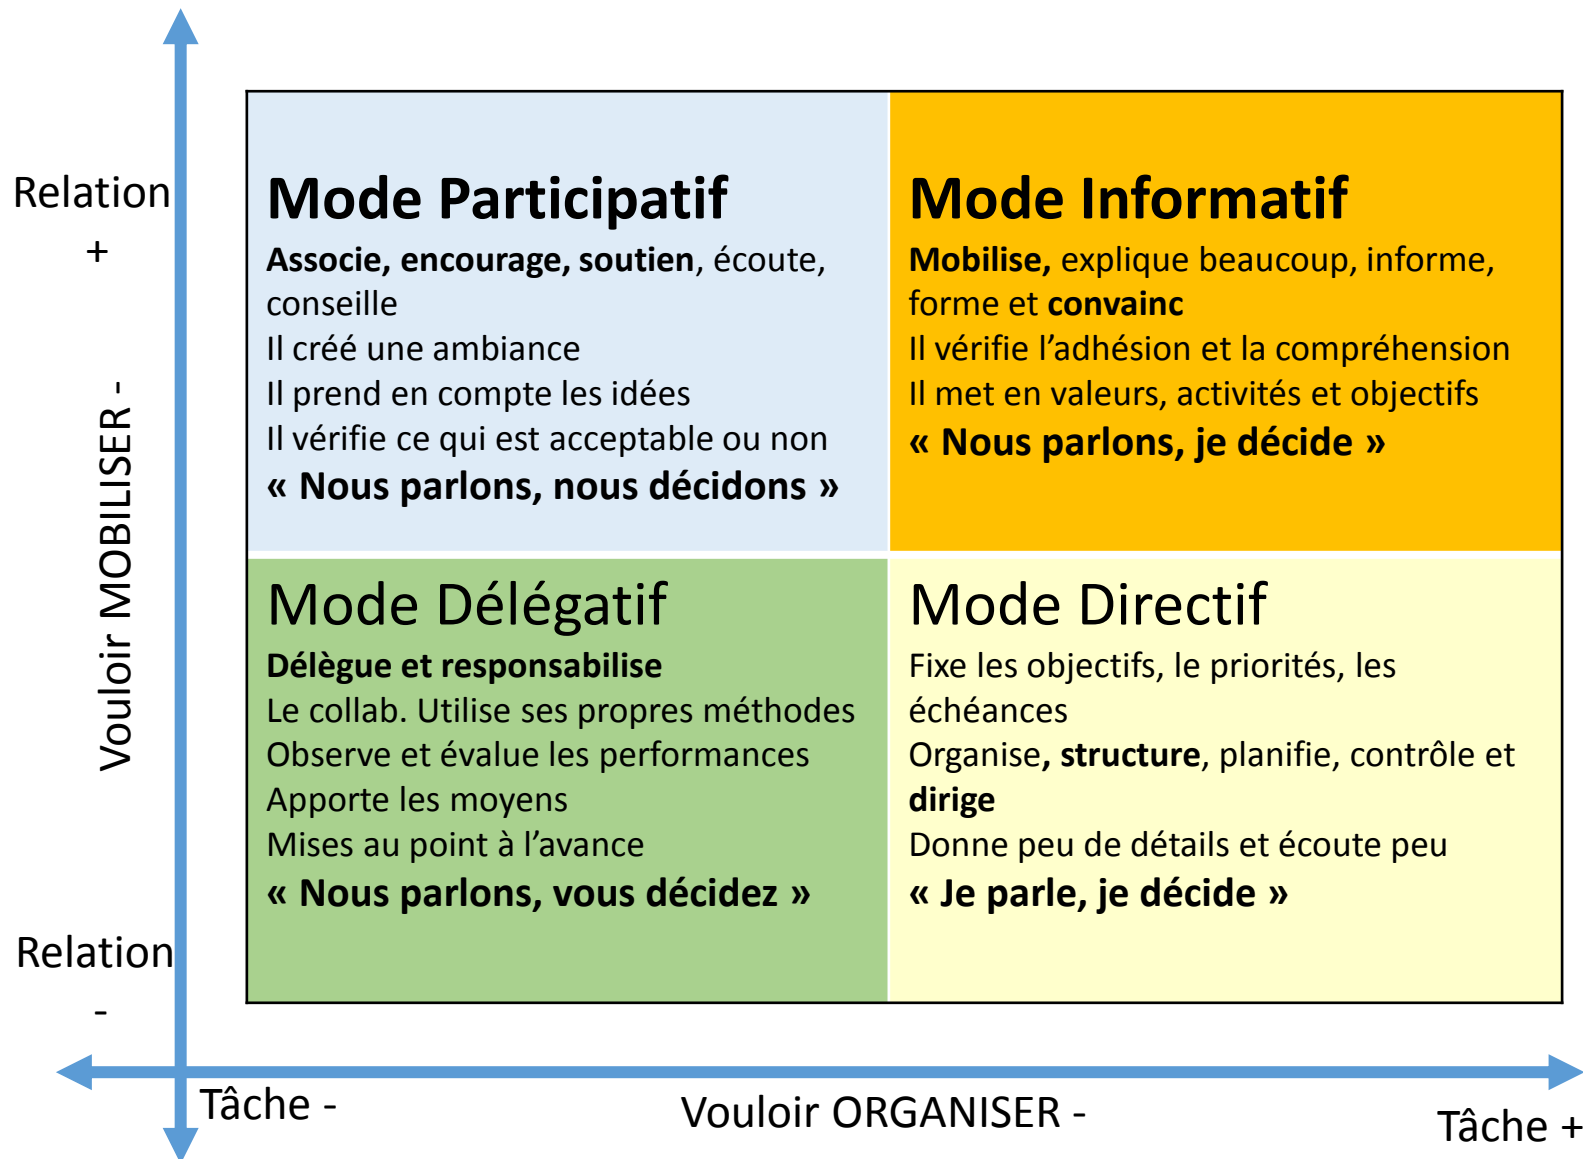 Relation
+
Vouloir MOBILISER -
Relation
-
Mode Participatif
Associe, encourage, soutien, écoute,
conseille
Il créé une ambiance
Il prend en compte les idées
Il vérifie ce qui est acceptable ou non
« Nous parlons, nous décidons »
Mode Informatif
Mobilise, explique beaucoup, informe,
forme et convainc
Il vérifie l’adhésion et la compréhension
Il met en valeurs, activités et objectifs
« Nous parlons, je décide »
Mode Délégatif
Délègue et responsabilise
Le collab. Utilise ses propres méthodes
Observe et évalue les performances
Apporte les moyens
Mises au point à l’avance
« Nous parlons, vous décidez »
Mode Directif
Fixe les objectifs, le priorités, les
échéances
Organise, structure, planifie, contrôle et
dirige
Donne peu de détails et écoute peu
« Je parle, je décide »
Tâche -
Vouloir ORGANISER -
Tâche +